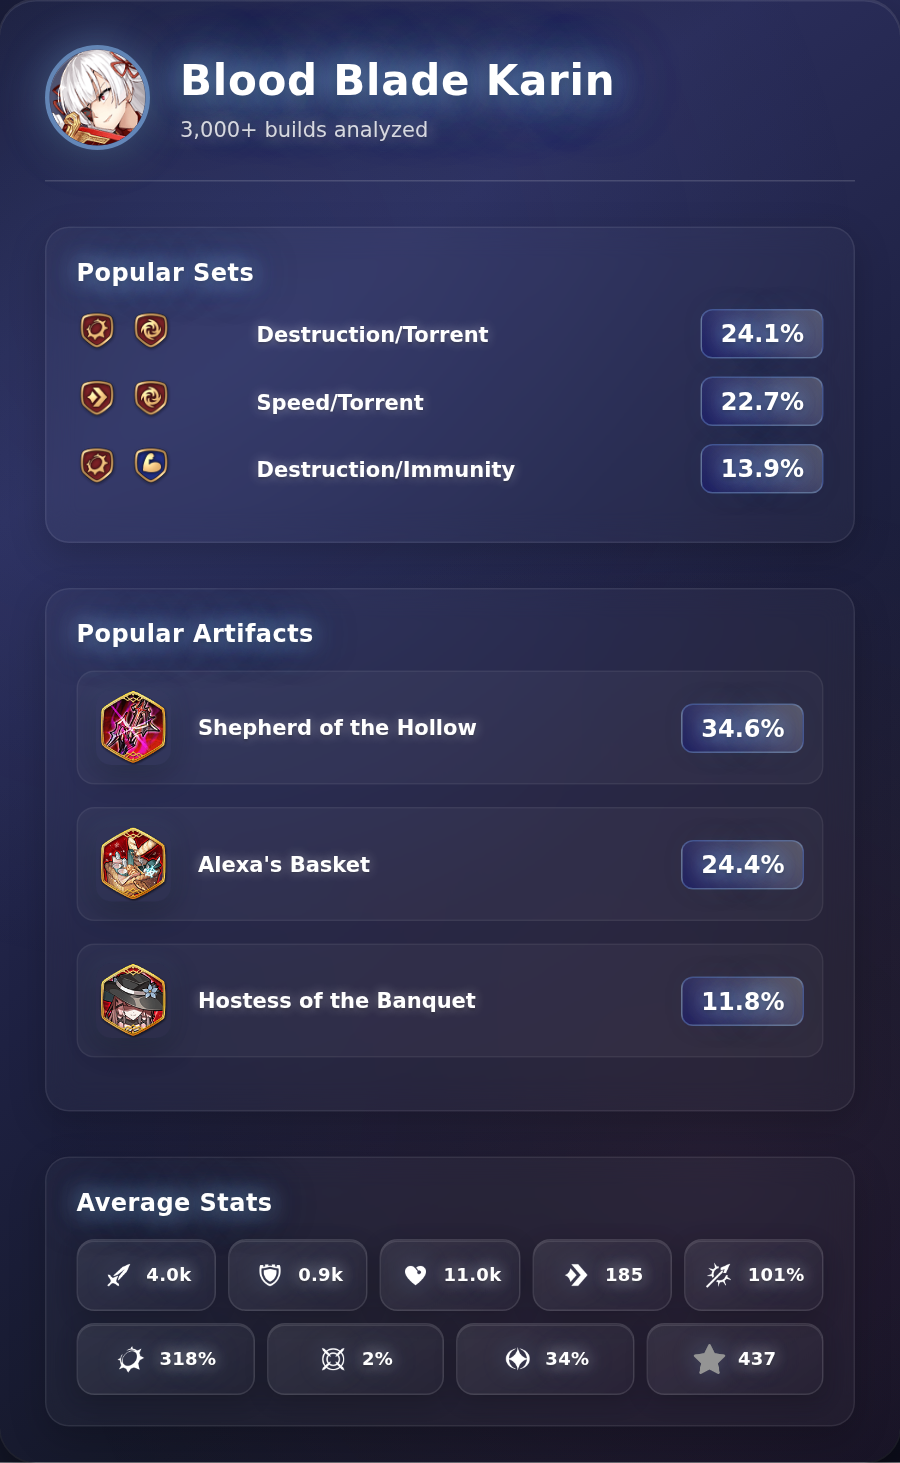 Blood Blade Karin
3,000+ builds analyzed
Popular Sets
Destruction/Torrent 24.1%
Speed/Torrent 22.7%
Destruction/Immunity 13.9%
Popular Artifacts
Shepherd of the Hollow 34.6%
Alexa's Basket 24.4%
Hostess of the Banquet 11.8%
Average Stats
4.0k 0.9k 11.0k 185 101%
318% 2% 34% 437